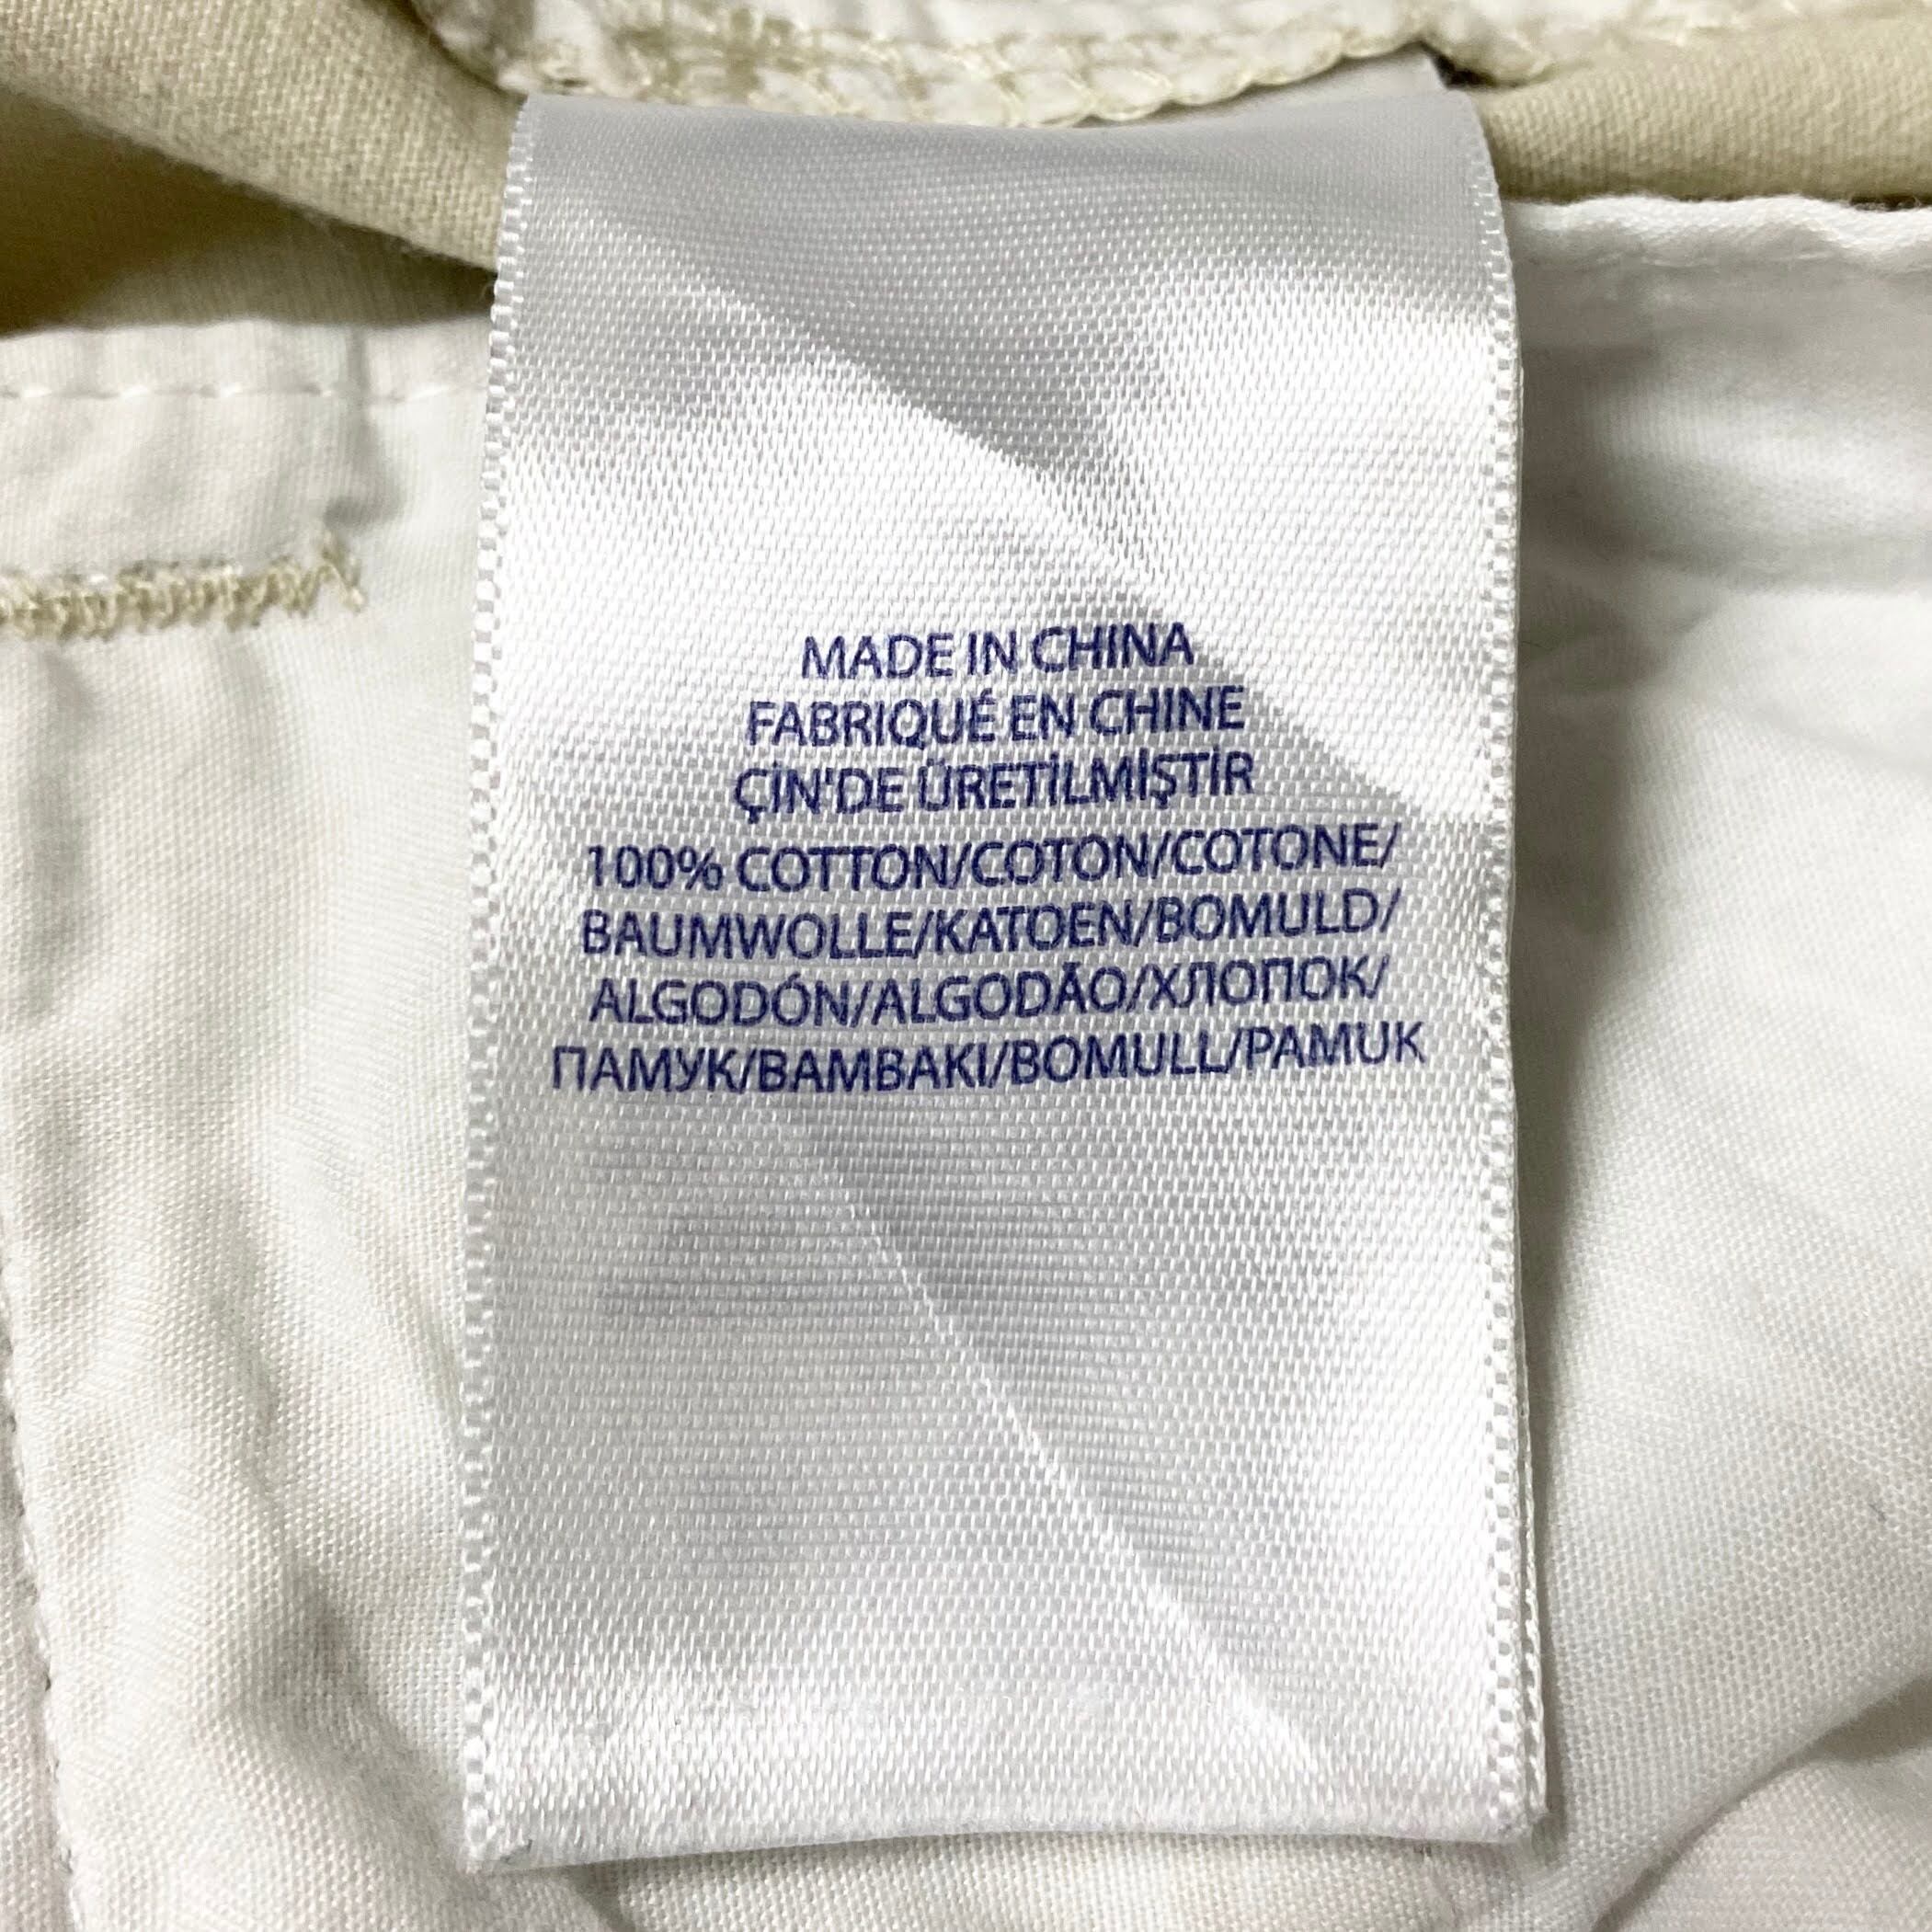 MADE IN CHINA
FABRIQUÉ EN CHINE
ÇİN'DE ÜRETİLMİŞTİR
100% COTTON/COTON/COTONE/
BAUMWOLLE/KATOEN/BOMULD/
ALGODÓN/ALGODÃO/ХЛОПОК/
ПАМУК/ΒΑΜΒΑΚΙ/BOMULL/PAMUK